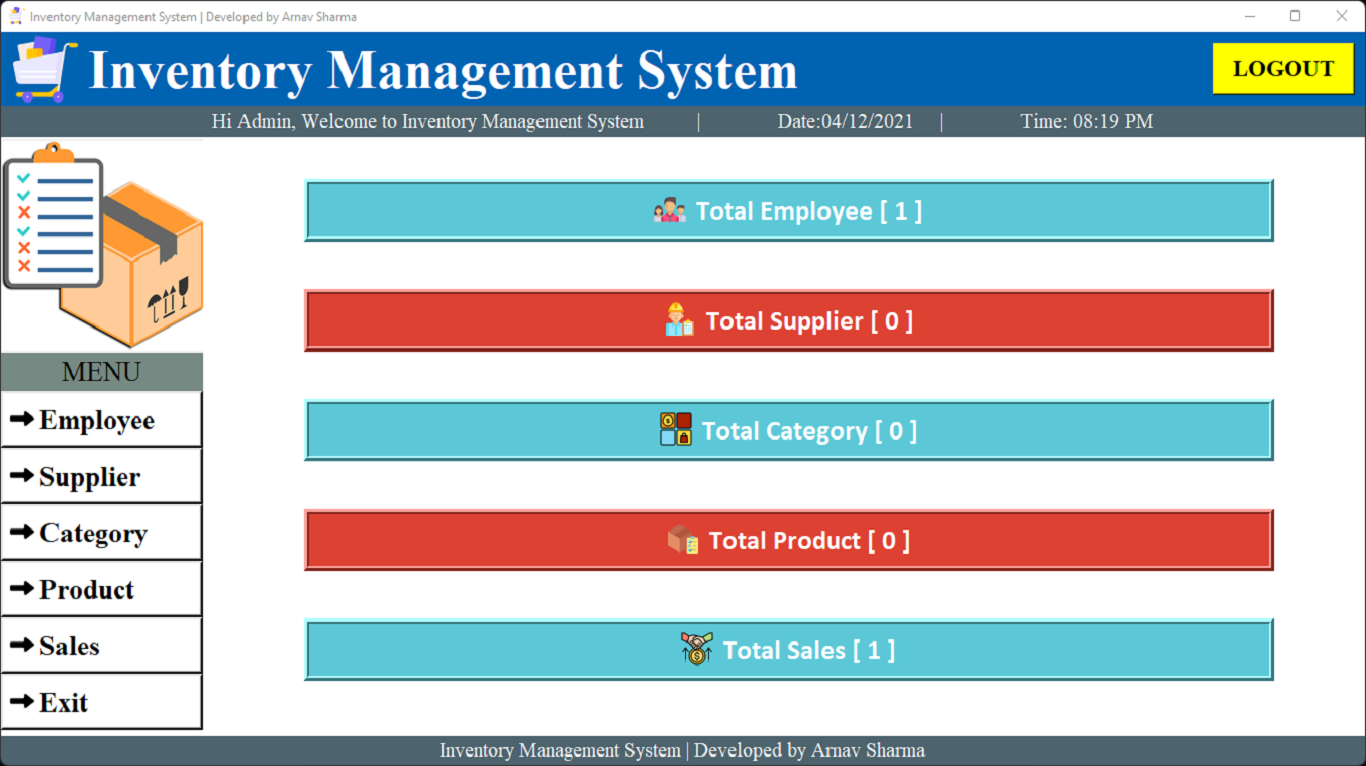 Inventory Management System | Developed by Arnav Sharma
Inventory Management System
LOGOUT
Hi Admin, Welcome to Inventory Management System | Date:04/12/2021 | Time: 08:19 PM
Total Employee [ 1 ]
Total Supplier [ 0 ]
Total Category [ 0 ]
Total Product [ 0 ]
Total Sales [ 1 ]
MENU
Employee
Supplier
Category
Product
Sales
Exit
Inventory Management System | Developed by Arnav Sharma